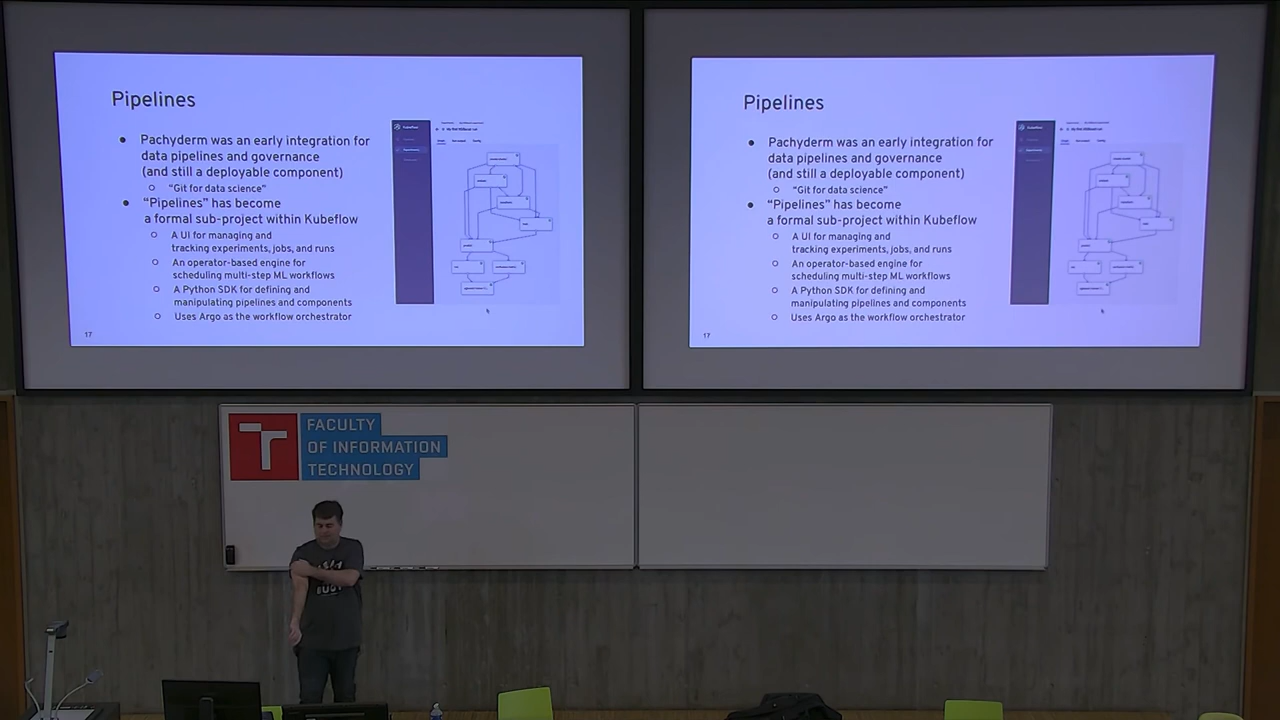 Pipelines
● Pachyderm was an early integration for
data pipelines and governance
(and still a deployable component)
○ “Git for data science”
● “Pipelines” has become
a formal sub-project within Kubeflow
○ A UI for managing and
tracking experiments, jobs, and runs
○ An operator-based engine for
scheduling multi-step ML workflows
○ A Python SDK for defining and
manipulating pipelines and components
○ Uses Argo as the workflow orchestrator
17
Kubeflow
Pipelines
● Pachyderm was an early integration for
data pipelines and governance
(and still a deployable component)
○ “Git for data science”
● “Pipelines” has become
a formal sub-project within Kubeflow
○ A UI for managing and
tracking experiments, jobs, and runs
○ An operator-based engine for
scheduling multi-step ML workflows
○ A Python SDK for defining and
manipulating pipelines and components
○ Uses Argo as the workflow orchestrator
17
Kubeflow
FACULTY
OF INFORMATION
TECHNOLOGY